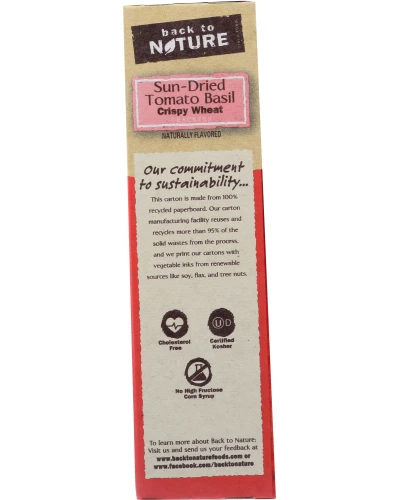 back to
NATURE
Sun-Dried
Tomato Basil
Crispy Wheat
CRACKERS
NATURALLY FLAVORED
Our commitment
to sustainability...
This carton is made from 100%
recycled paperboard. Our carton
manufacturing facility reuses and
recycles more than 95% of the
solid wastes from the process,
and we print our cartons with
vegetable inks from renewable
sources like soy, flax, and tree nuts.
Cholesterol
Free
U D
Certified
Kosher
No High Fructose
Corn Syrup
To learn more about Back to Nature:
Visit us and send us your feedback at
www.backtonaturefoods.com or
www.facebook.com/backtonature